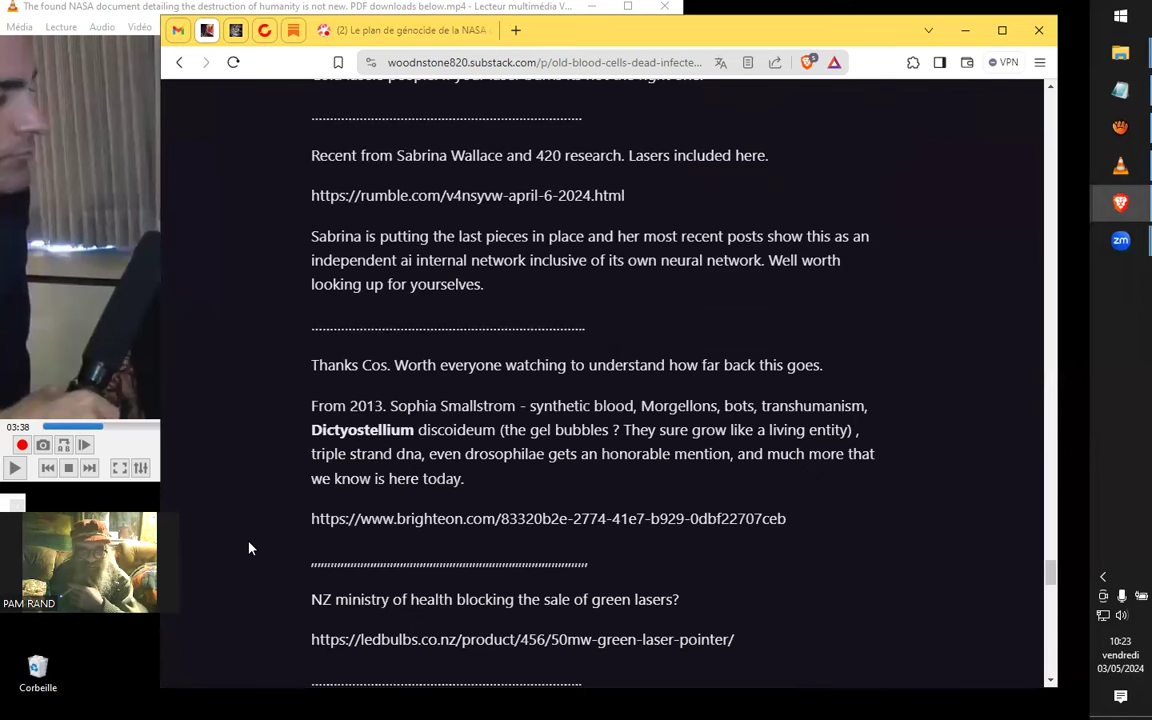 The found NASA document detailing the destruction of humanity is not new. PDF downloads below.mp4 - Lecteur multimédia V...
Média Lecture Audio Vidéo
(2) Le plan de génocide de la NASA
woodnstone820.substack.com/p/old-blood-cells-dead-infecte...
5
VPN
Recent from Sabrina Wallace and 420 research. Lasers included here.
https://rumble.com/v4nsyvw-april-6-2024.html
Sabrina is putting the last pieces in place and her most recent posts show this as an
independent ai internal network inclusive of its own neural network. Well worth
looking up for yourselves.
Thanks Cos. Worth everyone watching to understand how far back this goes.
From 2013. Sophia Smallstrom - synthetic blood, Morgellons, bots, transhumanism,
Dictyostellium discoideum (the gel bubbles ? They sure grow like a living entity) ,
triple strand dna, even drosophilae gets an honorable mention, and much more that
we know is here today.
https://www.brighteon.com/83320b2e-2774-41e7-b929-0dbf22707ceb
NZ ministry of health blocking the sale of green lasers?
https://ledbulbs.co.nz/product/456/50mw-green-laser-pointer/
03:38
PAM RAND
Corbeille
zm
10:23
vendredi
03/05/2024